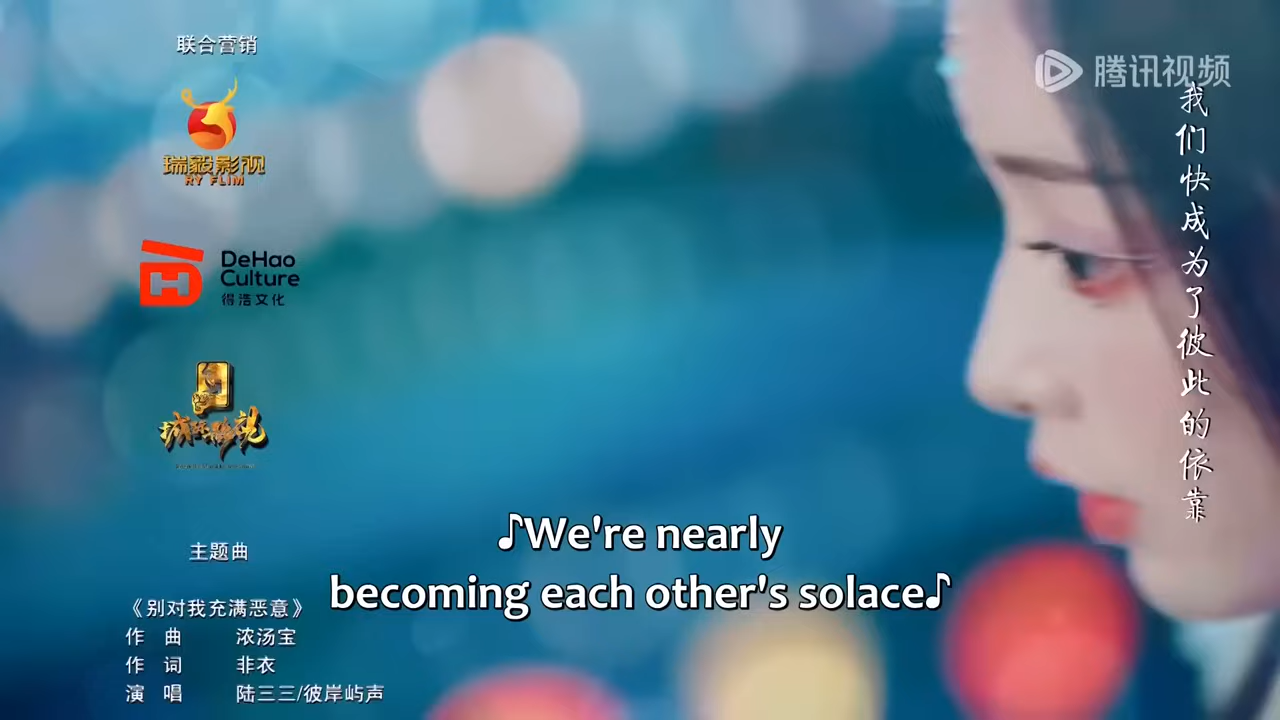 联合营销
腾讯视频
瑞毅影视
RY FLIM
DeHao
Culture
得浩文化
我们快成为了彼此的依靠
♪We're nearly
becoming each other's solace♪
主题曲
《别对我充满恶意》
作 曲 浓汤宝
作 词 非衣
演 唱 陆三三/彼岸屿声